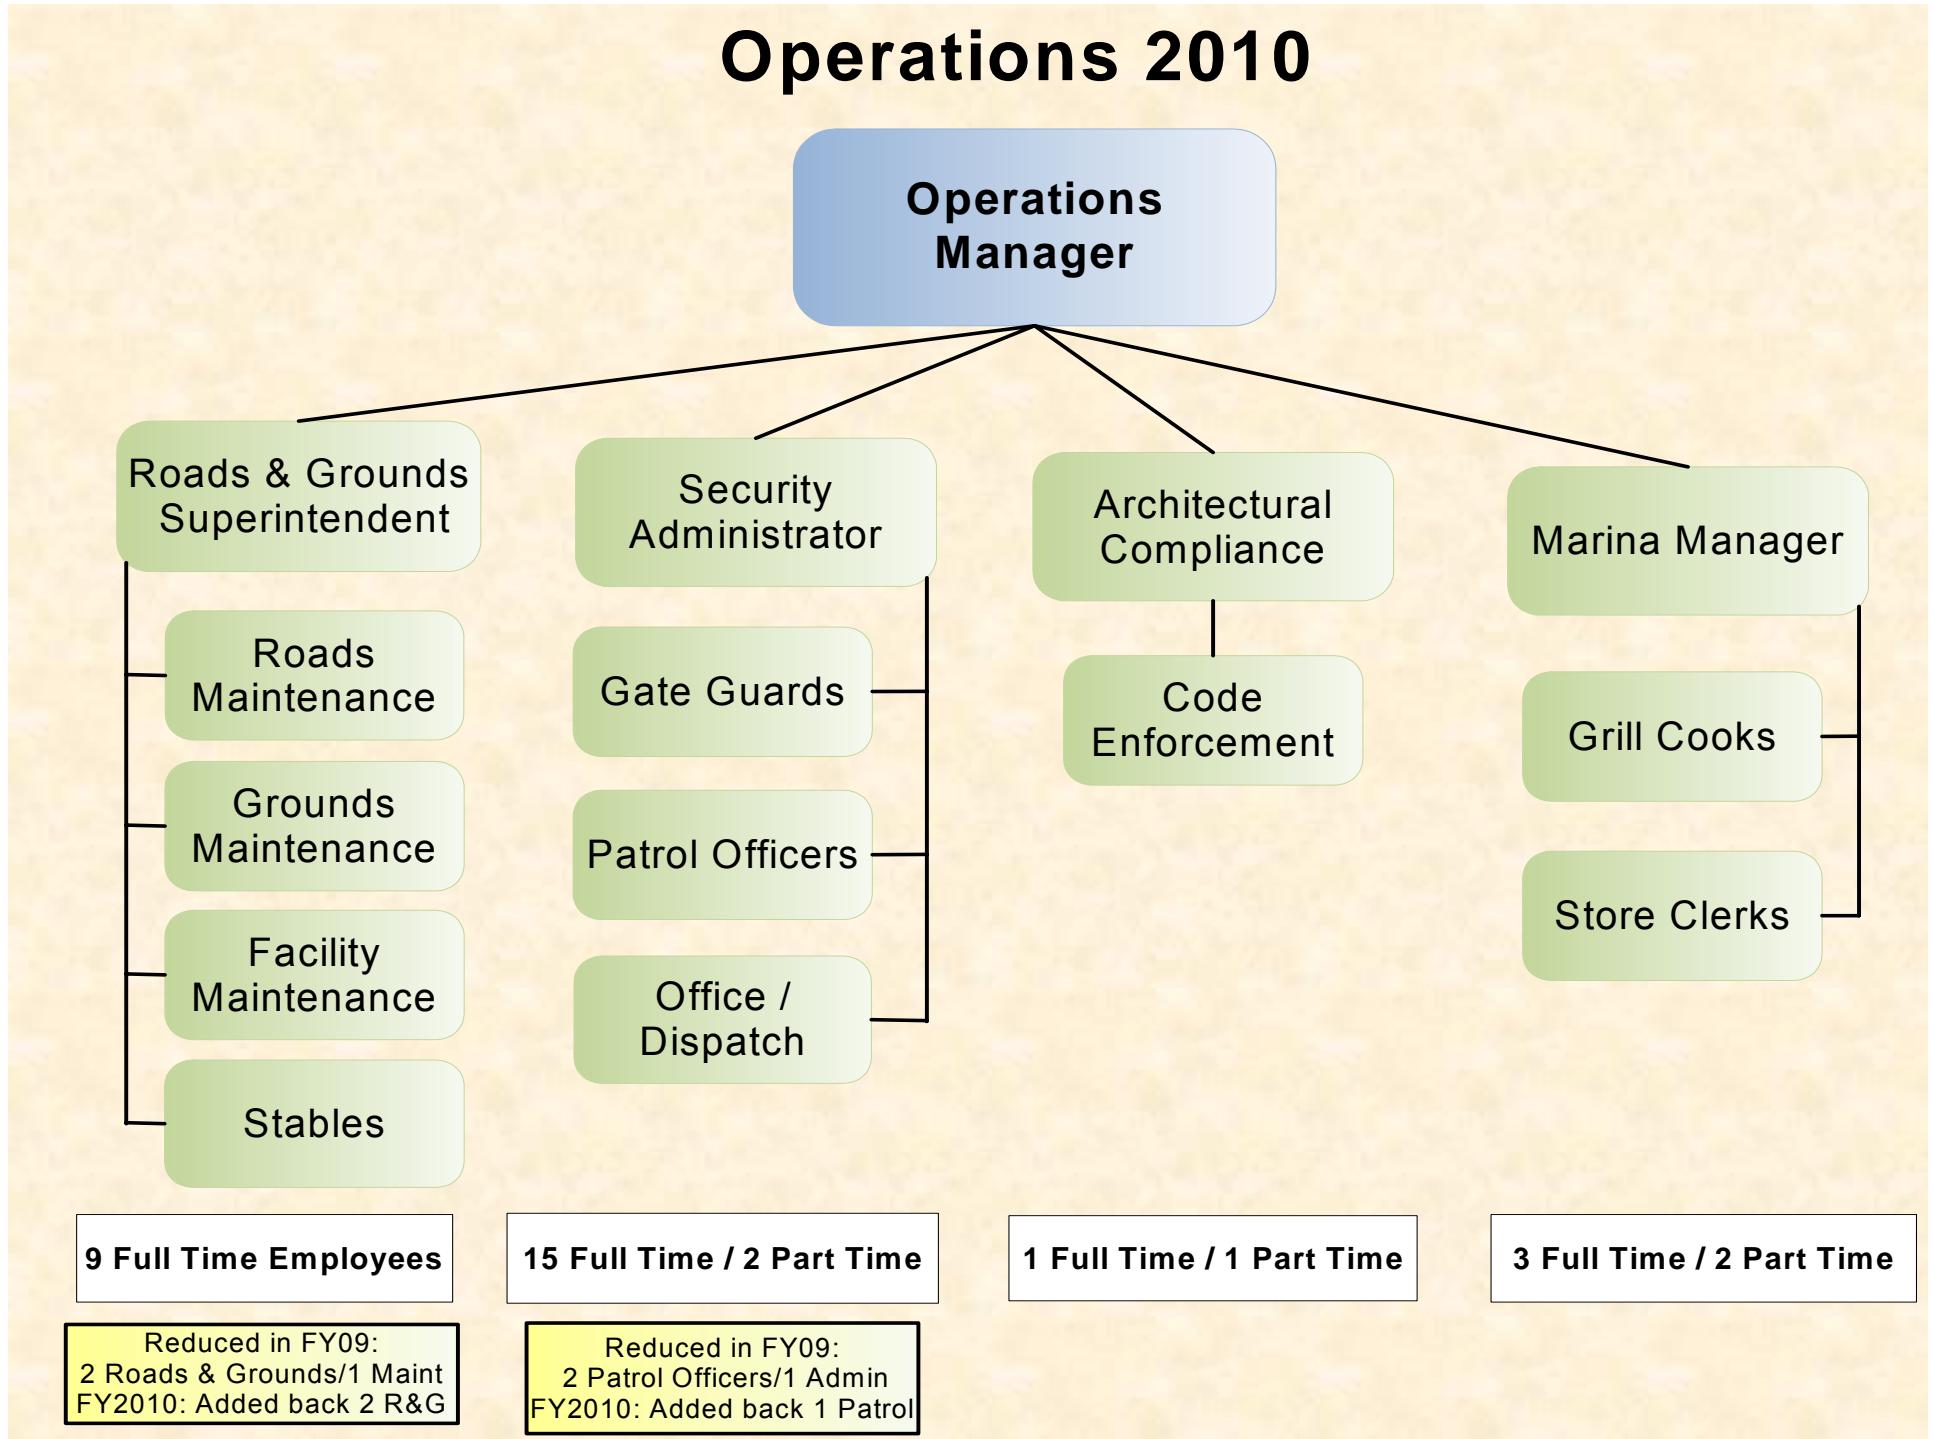 Operations 2010
Operations
Manager
Roads & Grounds
Superintendent
Roads
Maintenance
Grounds
Maintenance
Facility
Maintenance
Stables
Security
Administrator
Gate Guards
Patrol Officers
Office /
Dispatch
Architectural
Compliance
Code
Enforcement
Marina Manager
Grill Cooks
Store Clerks
9 Full Time Employees
15 Full Time / 2 Part Time
1 Full Time / 1 Part Time
3 Full Time / 2 Part Time
Reduced in FY09:
2 Roads & Grounds/1 Maint
FY2010: Added back 2 R&G
Reduced in FY09:
2 Patrol Officers/1 Admin
FY2010: Added back 1 Patrol